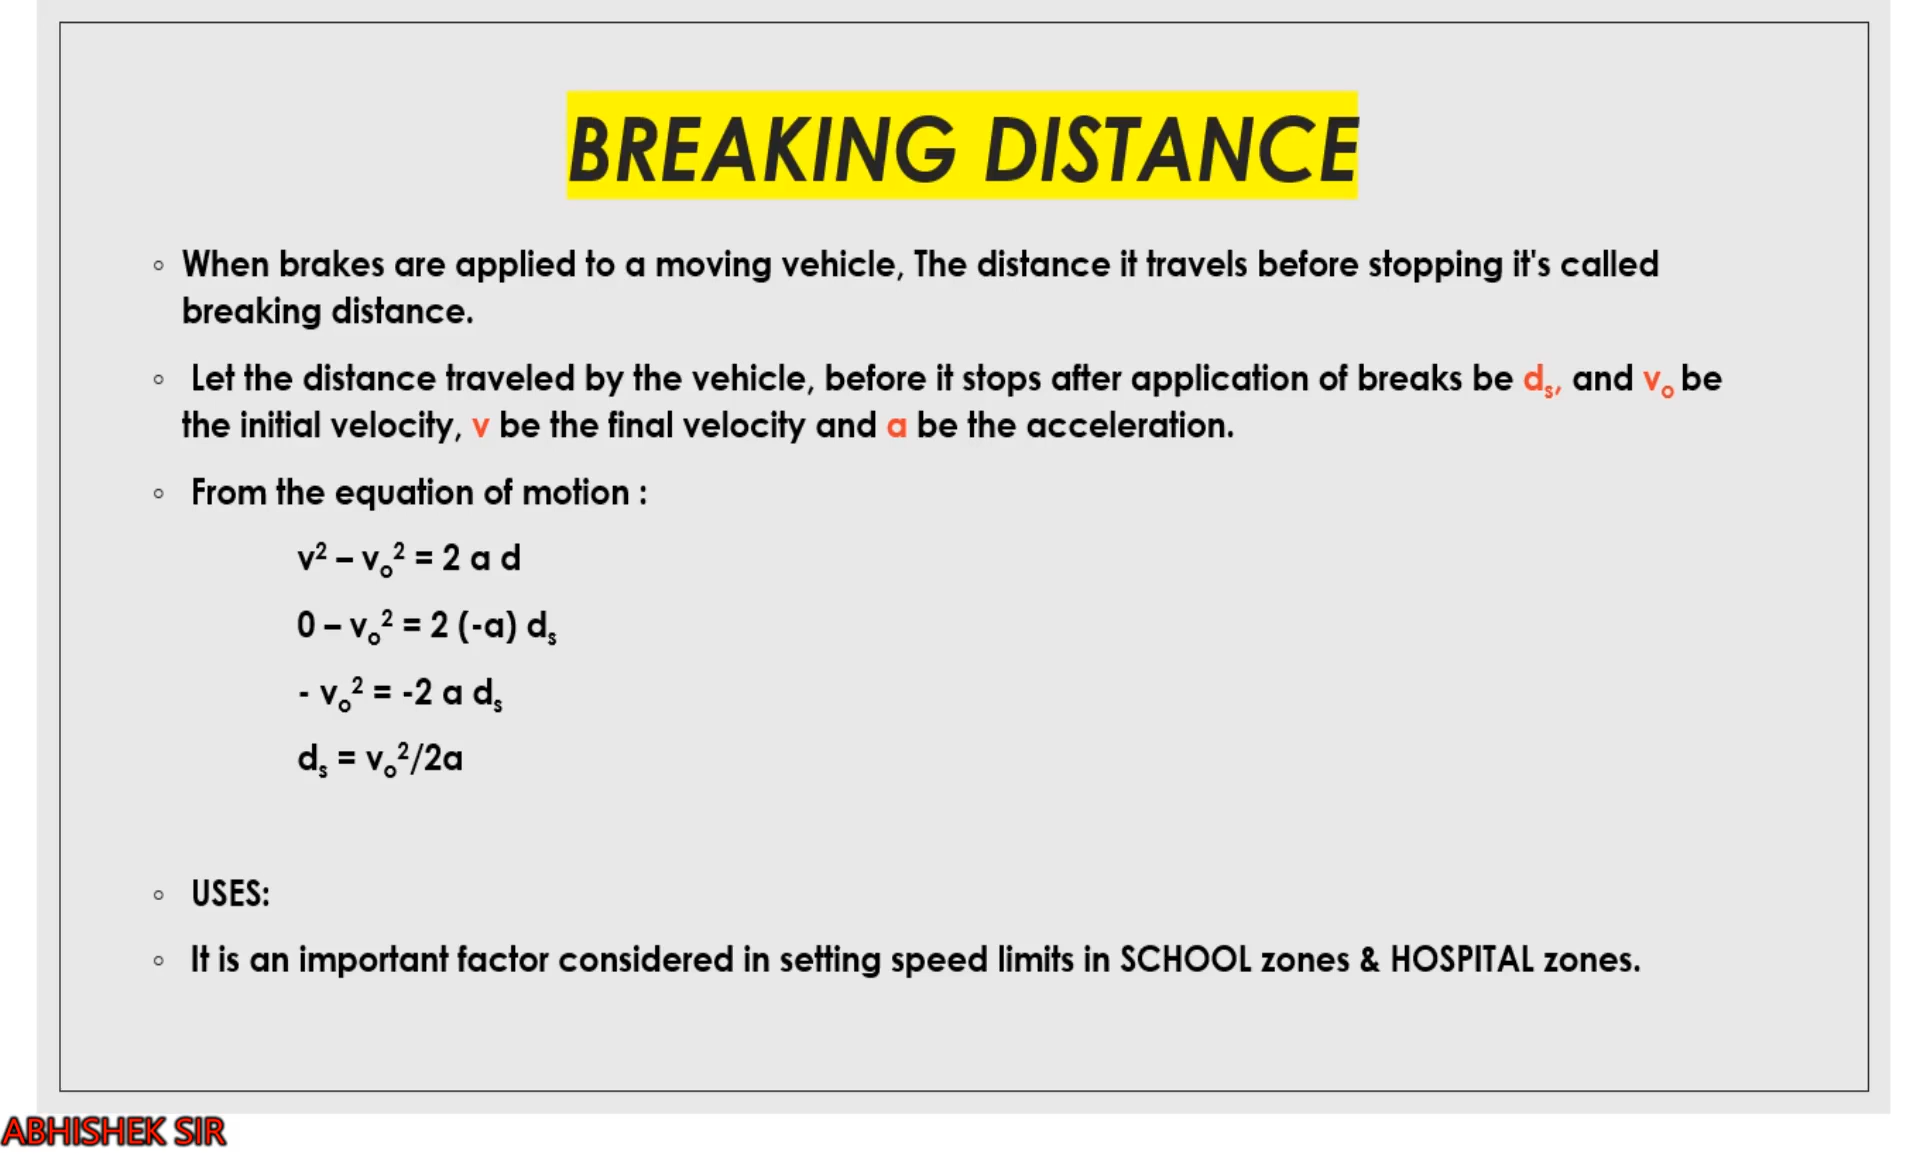 BREAKING DISTANCE
◦ When brakes are applied to a moving vehicle, The distance it travels before stopping it's called
breaking distance.
◦ Let the distance traveled by the vehicle, before it stops after application of breaks be dₛ, and vₒ be
the initial velocity, v be the final velocity and a be the acceleration.
◦ From the equation of motion :
v² – vₒ² = 2 a d
0 – vₒ² = 2 (-a) dₛ
- vₒ² = -2 a dₛ
dₛ = vₒ²/2a
◦ USES:
◦ It is an important factor considered in setting speed limits in SCHOOL zones & HOSPITAL zones.
ABHISHEK SIR